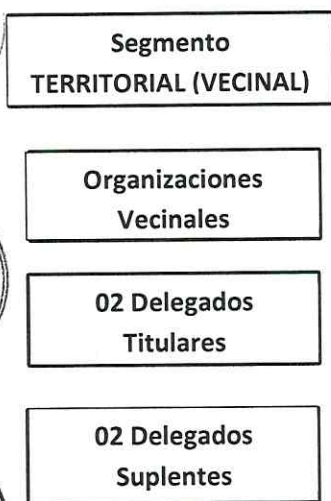 Segmento
TERRITORIAL (VECINAL)
Organizaciones
Vecinales
02 Delegados
Titulares
02 Delegados
Suplentes